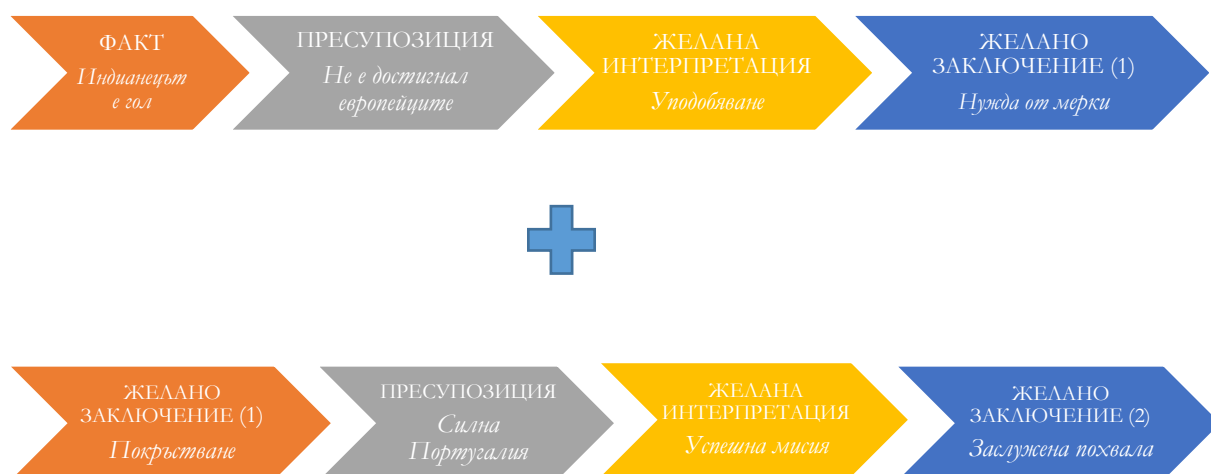 ФАКТ
Индианецът
е гол
ПРЕСУПОЗИЦИЯ
Не е достигнал
европейците
ЖЕЛАНА
ИНТЕРПРЕТАЦИЯ
Уподобяване
ЖЕЛАНО
ЗАКЛЮЧЕНИЕ (1)
Нужда от мерки
ЖЕЛАНО
ЗАКЛЮЧЕНИЕ (1)
Покръстване
ПРЕСУПОЗИЦИЯ
Силна
Португалия
ЖЕЛАНА
ИНТЕРПРЕТАЦИЯ
Успешна мисия
ЖЕЛАНО
ЗАКЛЮЧЕНИЕ (2)
Заслужена похвала